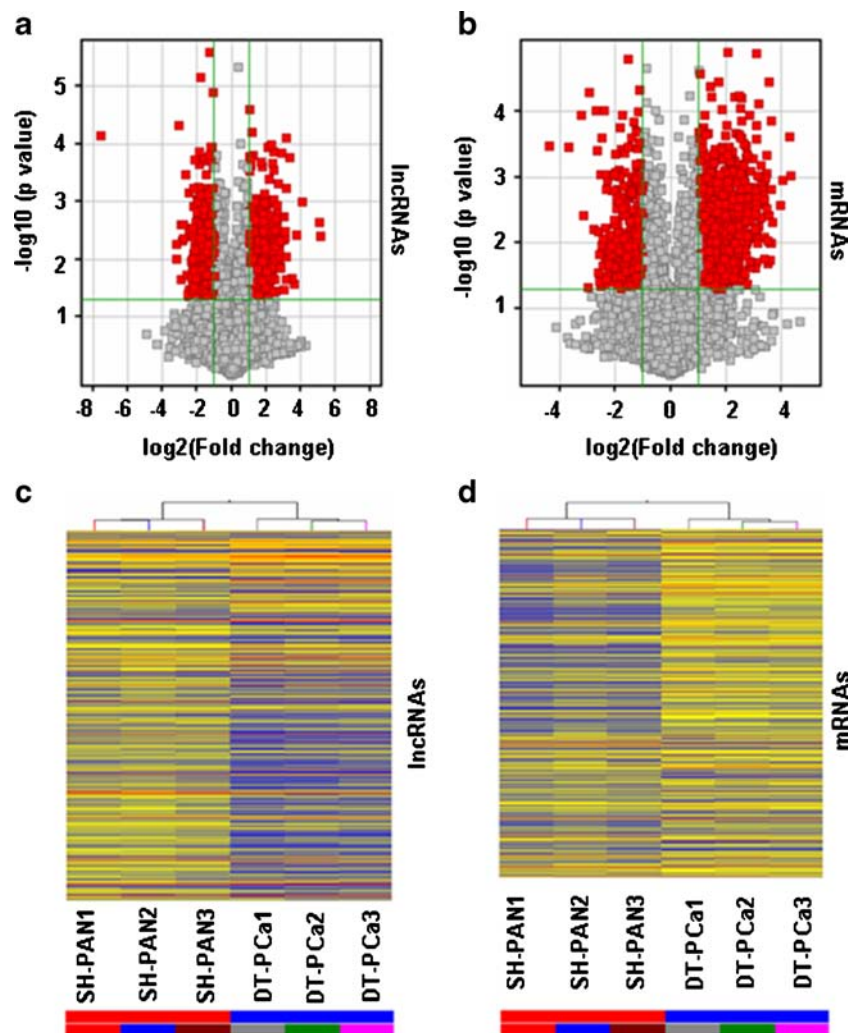 a
5
4
3
2
1
-log10 (p value)
-8 -6 -4 -2 0 2 4 6 8
log2(Fold change)
lncRNAs
b
4
3
2
1
-log10 (p value)
-4 -2 0 2 4
log2(Fold change)
mRNAs
c
lncRNAs
SH-PAN1
SH-PAN2
SH-PAN3
DT-PCa1
DT-PCa2
DT-PCa3
d
mRNAs
SH-PAN1
SH-PAN2
SH-PAN3
DT-PCa1
DT-PCa2
DT-PCa3